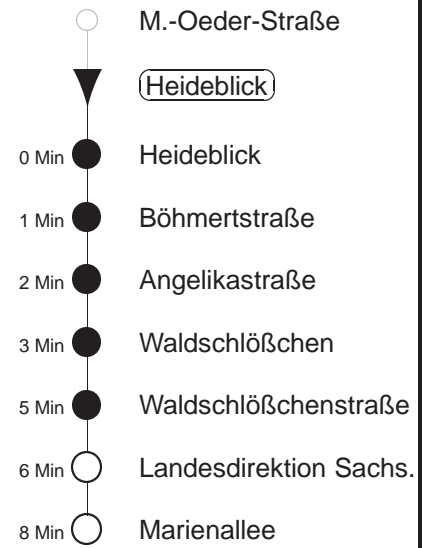 M.-Oeder-Straße
Heideblick
0 Min Heideblick
1 Min Böhmertstraße
2 Min Angelikastraße
3 Min Waldschlößchen
5 Min Waldschlößchenstraße
6 Min Landesdirektion Sachs.
8 Min Marienallee